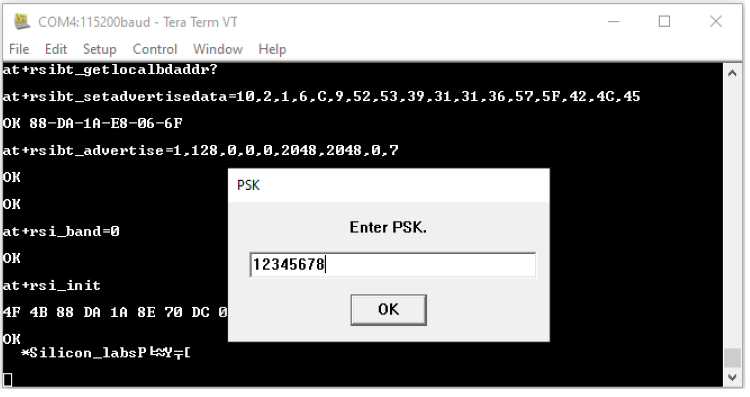 COM4:115200baud - Tera Term VT
File Edit Setup Control Window Help
at+rsibt_getlocalbdaddr?
at+rsibt_setadvertisedata=10,2,1,6,C,9,52,53,39,31,31,36,57,5F,42,4C,45
OK 88-DA-1A-E8-06-6F
at+rsibt_advertise=1,128,0,0,0,2048,2048,0,7
OK
OK
at+rsi_band=0
OK
at+rsi_init
4F 4B 88 DA 1A 8E 70 DC
OK
*Silicon_labsP
PSK
Enter PSK.
12345678
OK